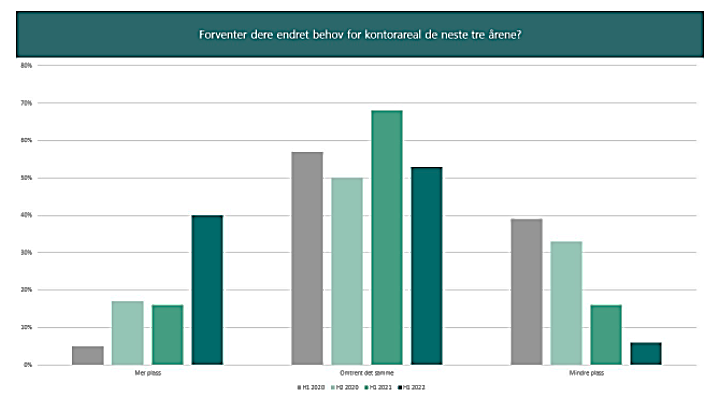 Forventer dere endret behov for kontorareal de neste tre årene?
80%
70%
60%
50%
40%
30%
20%
10%
0%
Mer plass
Omtrent det samme
Mindre plass
H1 2020 H2 2020 H1 2021 H1 2022